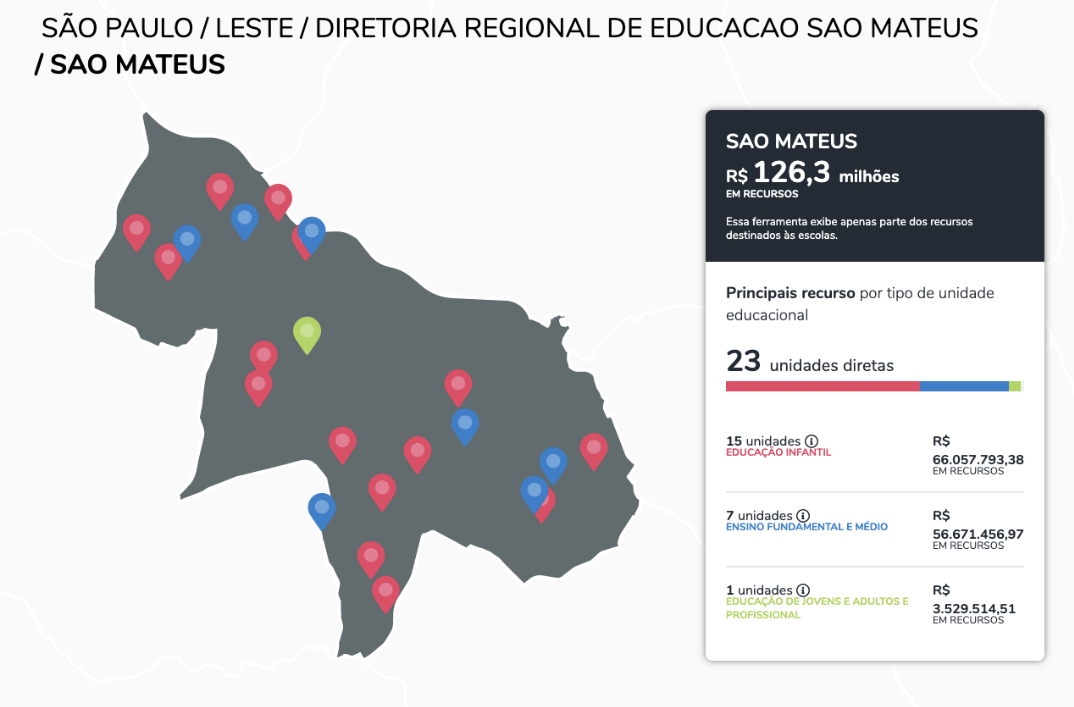 SÃO PAULO / LESTE / DIRETORIA REGIONAL DE EDUCACAO SAO MATEUS
/ SAO MATEUS
SAO MATEUS
R$ 126,3 milhões
EM RECURSOS
Essa ferramenta exibe apenas parte dos recursos
destinados às escolas.
Principais recurso por tipo de unidade
educacional
23 unidades diretas
15 unidades
EDUCAÇÃO INFANTIL
R$
66.057.793,38
EM RECURSOS
7 unidades
ENSINO FUNDAMENTAL E MÉDIO
R$
56.671.456,97
EM RECURSOS
1 unidades
EDUCAÇÃO DE JOVENS E ADULTOS E
PROFISSIONAL
R$
3.529.514,51
EM RECURSOS